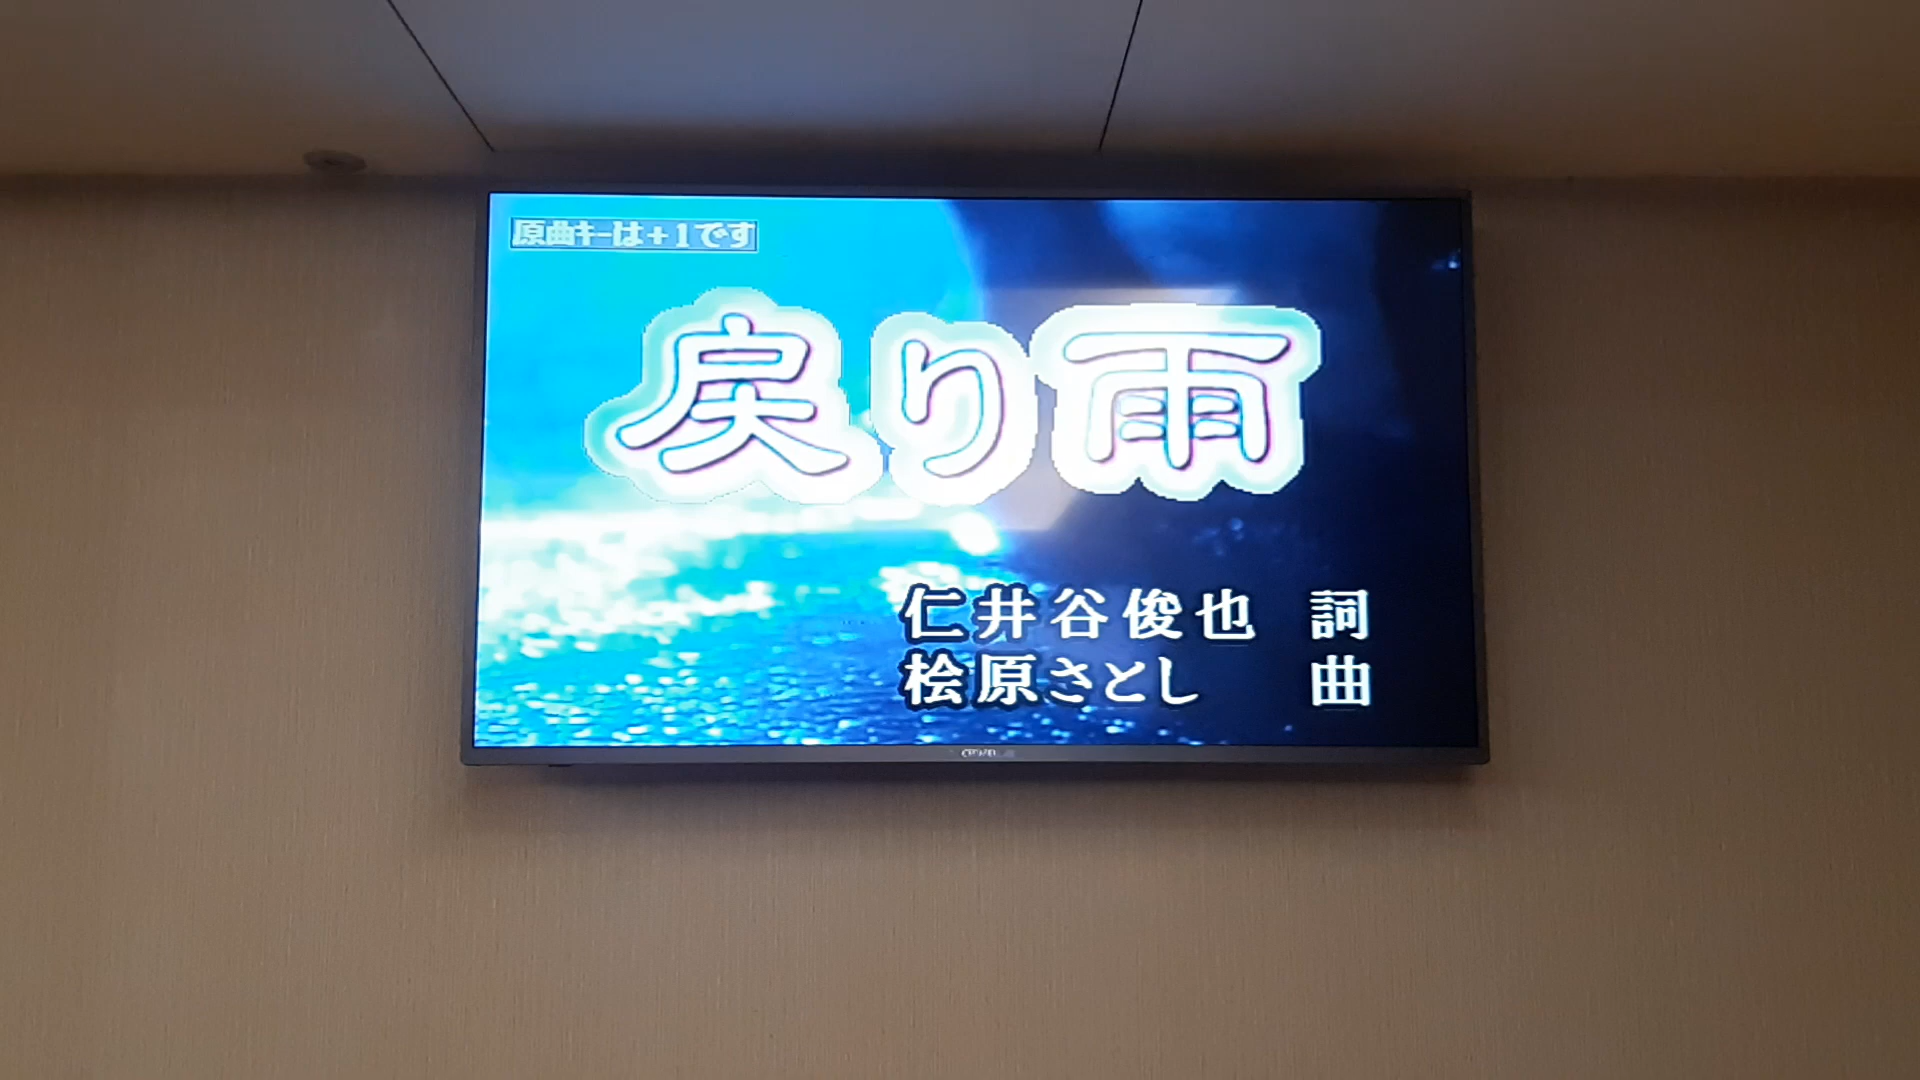 原曲キーは+1です
戻り雨
仁井谷俊也 詞
桧原さとし 曲